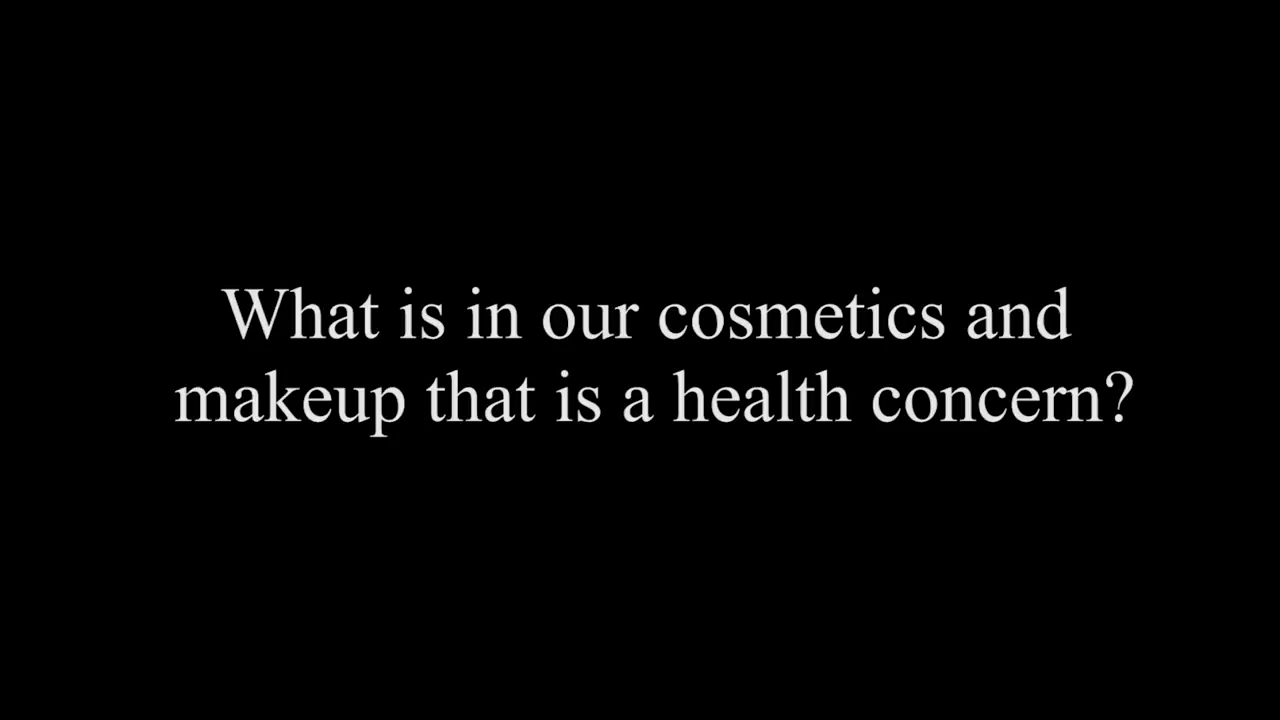 What is in our cosmetics and
makeup that is a health concern?